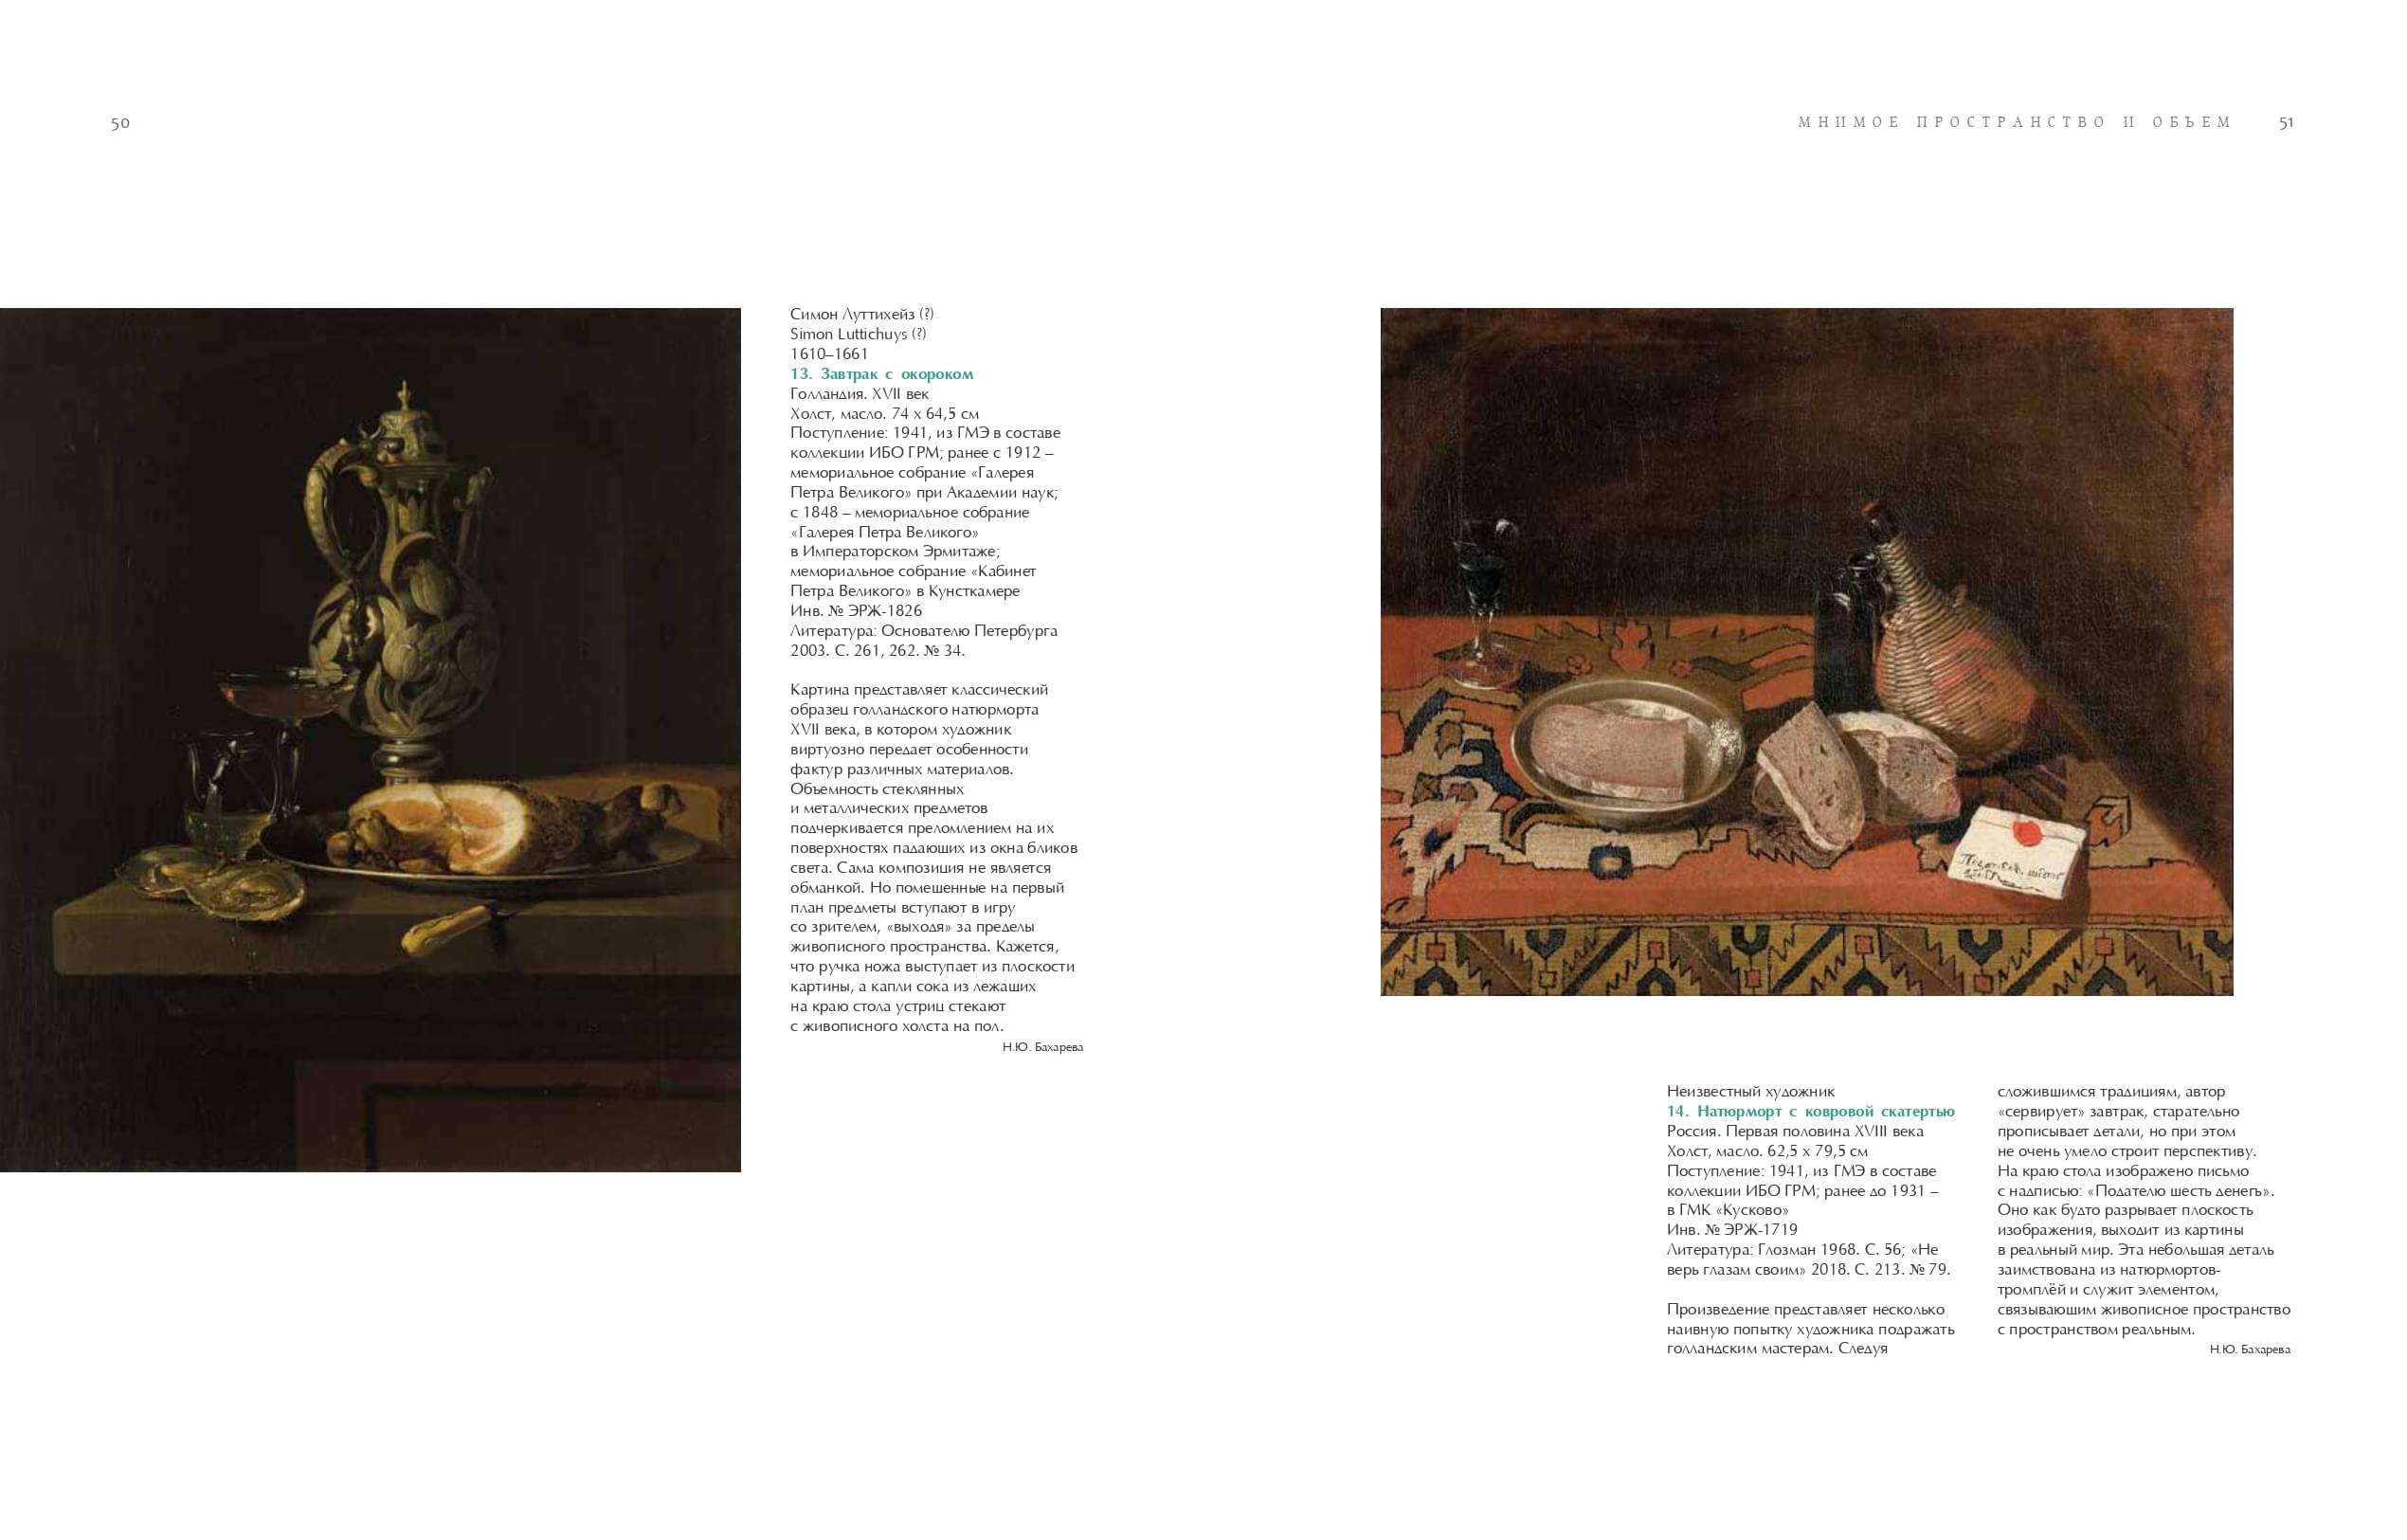 50
МНИМОЕ ПРОСТРАНСТВО И ОБЪЕМ 51
Симон Луттихейз (?)
Simon Luttichuys (?)
1610–1661
13. Завтрак с окороком
Голландия. XVII век
Холст, масло. 74 х 64,5 см
Поступление: 1941, из ГМЭ в составе
коллекции ИБО ГРМ; ранее с 1912 –
мемориальное собрание «Галерея
Петра Великого» при Академии наук;
с 1848 – мемориальное собрание
«Галерея Петра Великого»
в Императорском Эрмитаже;
мемориальное собрание «Кабинет
Петра Великого» в Кунсткамере
Инв. № ЭРЖ-1826
Литература: Основателю Петербурга
2003. С. 261, 262. № 34.
Картина представляет классический
образец голландского натюрморта
XVII века, в котором художник
виртуозно передает особенности
фактур различных материалов.
Объемность стеклянных
и металлических предметов
подчеркивается преломлением на их
поверхностях падающих из окна бликов
света. Сама композиция не является
обманкой. Но помещенные на первый
план предметы вступают в игру
со зрителем, «выходя» за пределы
живописного пространства. Кажется,
что ручка ножа выступает из плоскости
картины, а капли сока из лежащих
на краю стола устриц стекают
с живописного холста на пол.
Н.Ю. Бахарева
Неизвестный художник
14. Натюрморт с ковровой скатертью
Россия. Первая половина XVIII века
Холст, масло. 62,5 х 79,5 см
Поступление: 1941, из ГМЭ в составе
коллекции ИБО ГРМ; ранее до 1931 –
в ГМК «Кусково»
Инв. № ЭРЖ-1719
Литература: Глозман 1968. С. 56; «Не
верь глазам своим» 2018. С. 213. № 79.
Произведение представляет несколько
наивную попытку художника подражать
голландским мастерам. Следуя
сложившимся традициям, автор
«сервирует» завтрак, старательно
прописывает детали, но при этом
не очень умело строит перспективу.
На краю стола изображено письмо
с надписью: «Подателю шесть денегъ».
Оно как будто разрывает плоскость
изображения, выходит из картины
в реальный мир. Эта небольшая деталь
заимствована из натюрмортов-
тромплёй и служит элементом,
связывающим живописное пространство
с пространством реальным.
Н.Ю. Бахарева